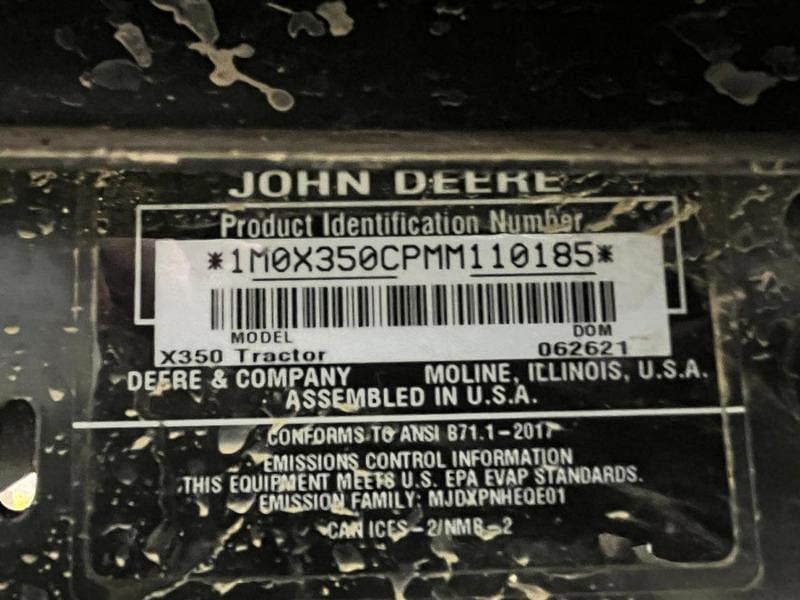 JOHN DEERE
Product Identification Number
*1M0X350CPMM110185*
MODEL DOM
X350 Tractor 062621
DEERE & COMPANY MOLINE, ILLINOIS, U.S.A.
ASSEMBLED IN U.S.A.
CONFORMS TO ANSI B71.1-2017
EMISSIONS CONTROL INFORMATION
THIS EQUIPMENT MEETS U.S. EPA EVAP STANDARDS.
EMISSION FAMILY: MJDXPNHEQE01
CAN ICES-2/NMB-2